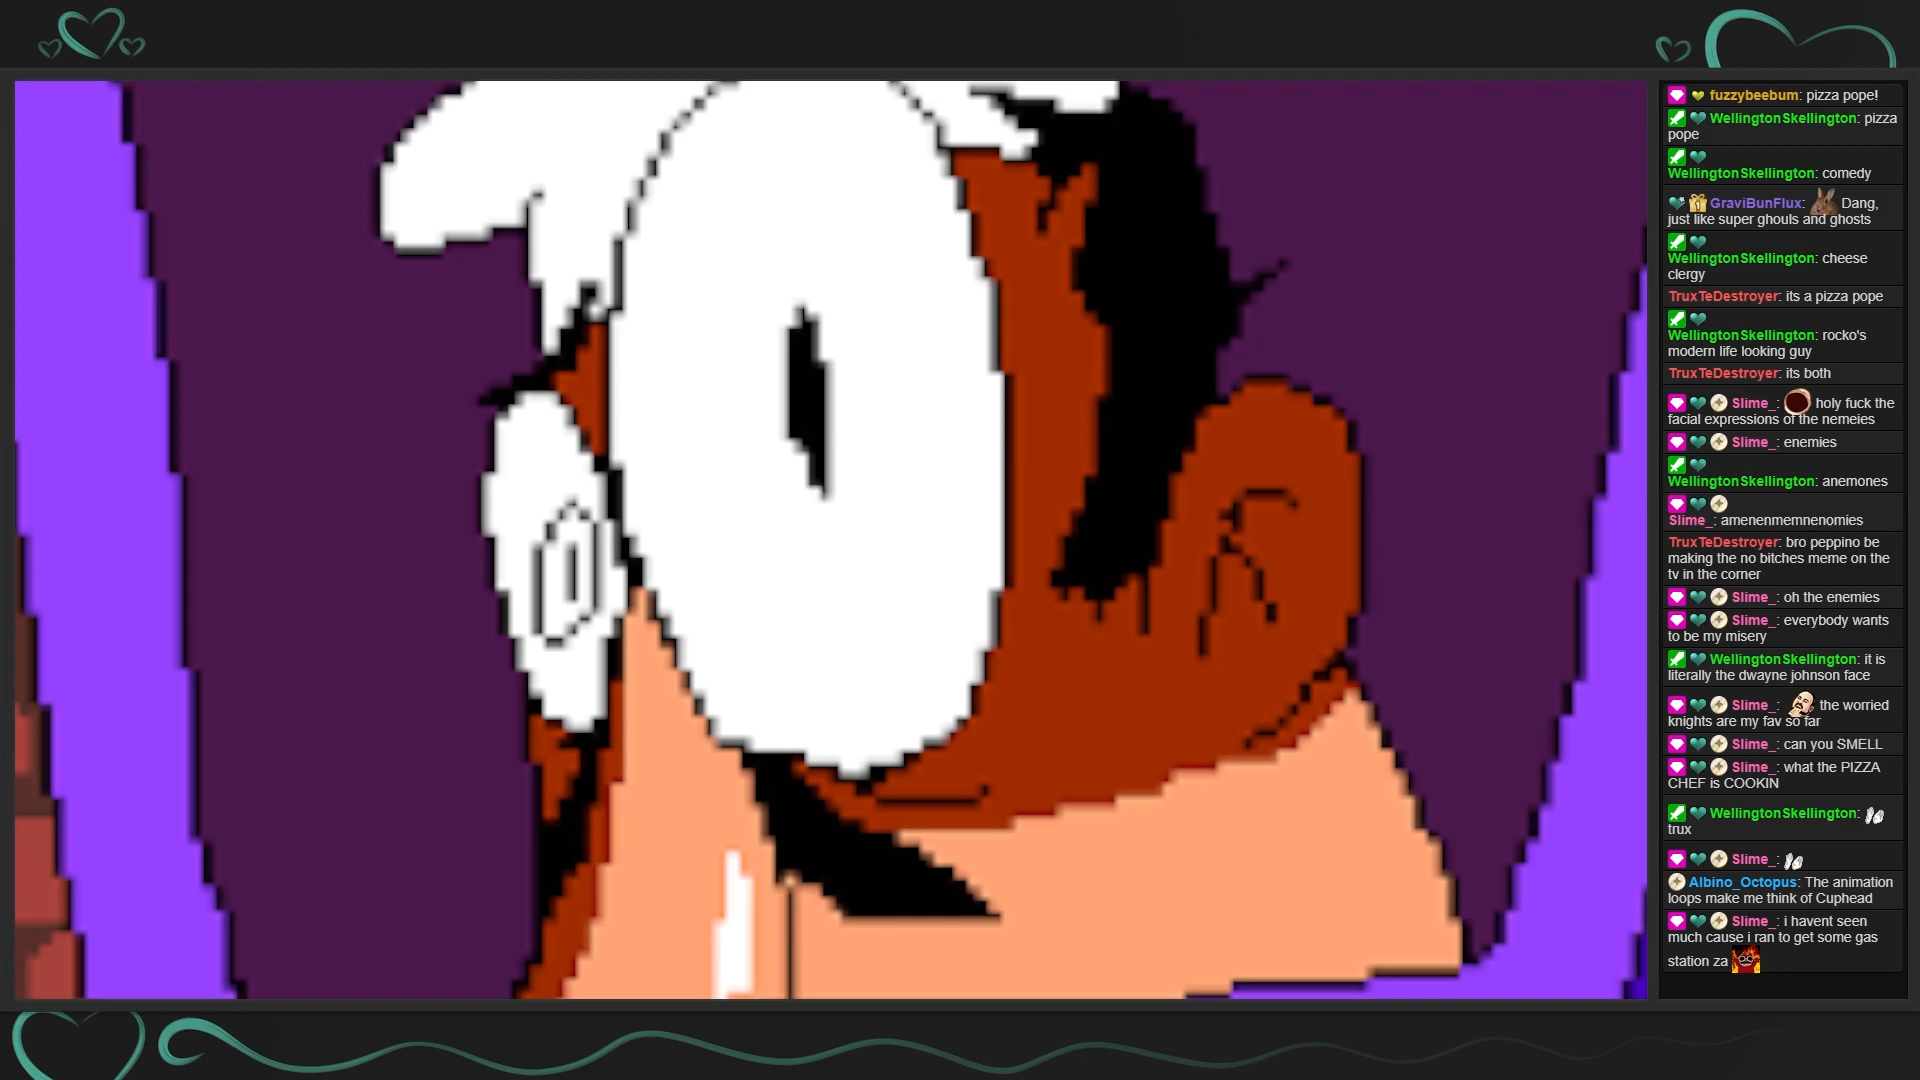 fuzzybeebum: pizza pope!
WellingtonSkellington: pizza
pope
WellingtonSkellington: comedy
GraviBunFlux: Dang,
just like super ghouls and ghosts
WellingtonSkellington: cheese
clergy
TruxTeDestroyer: its a pizza pope
WellingtonSkellington: rocko's
modern life looking guy
TruxTeDestroyer: its both
Slime_: holy fuck the
facial expressions of the nemeies
Slime_: enemies
WellingtonSkellington: anemones
Slime_: amenenmemnenomies
TruxTeDestroyer: bro peppino be
making the no bitches meme on the
tv in the corner
Slime_: oh the enemies
Slime_: everybody wants
to be my misery
WellingtonSkellington: it is
literally the dwayne johnson face
Slime_: the worried
knights are my fav so far
Slime_: can you SMELL
Slime_: what the PIZZA
CHEF is COOKIN
WellingtonSkellington:
trux
Slime_:
Albino_Octopus: The animation
loops make me think of Cuphead
Slime_: i havent seen
much cause i ran to get some gas
station za